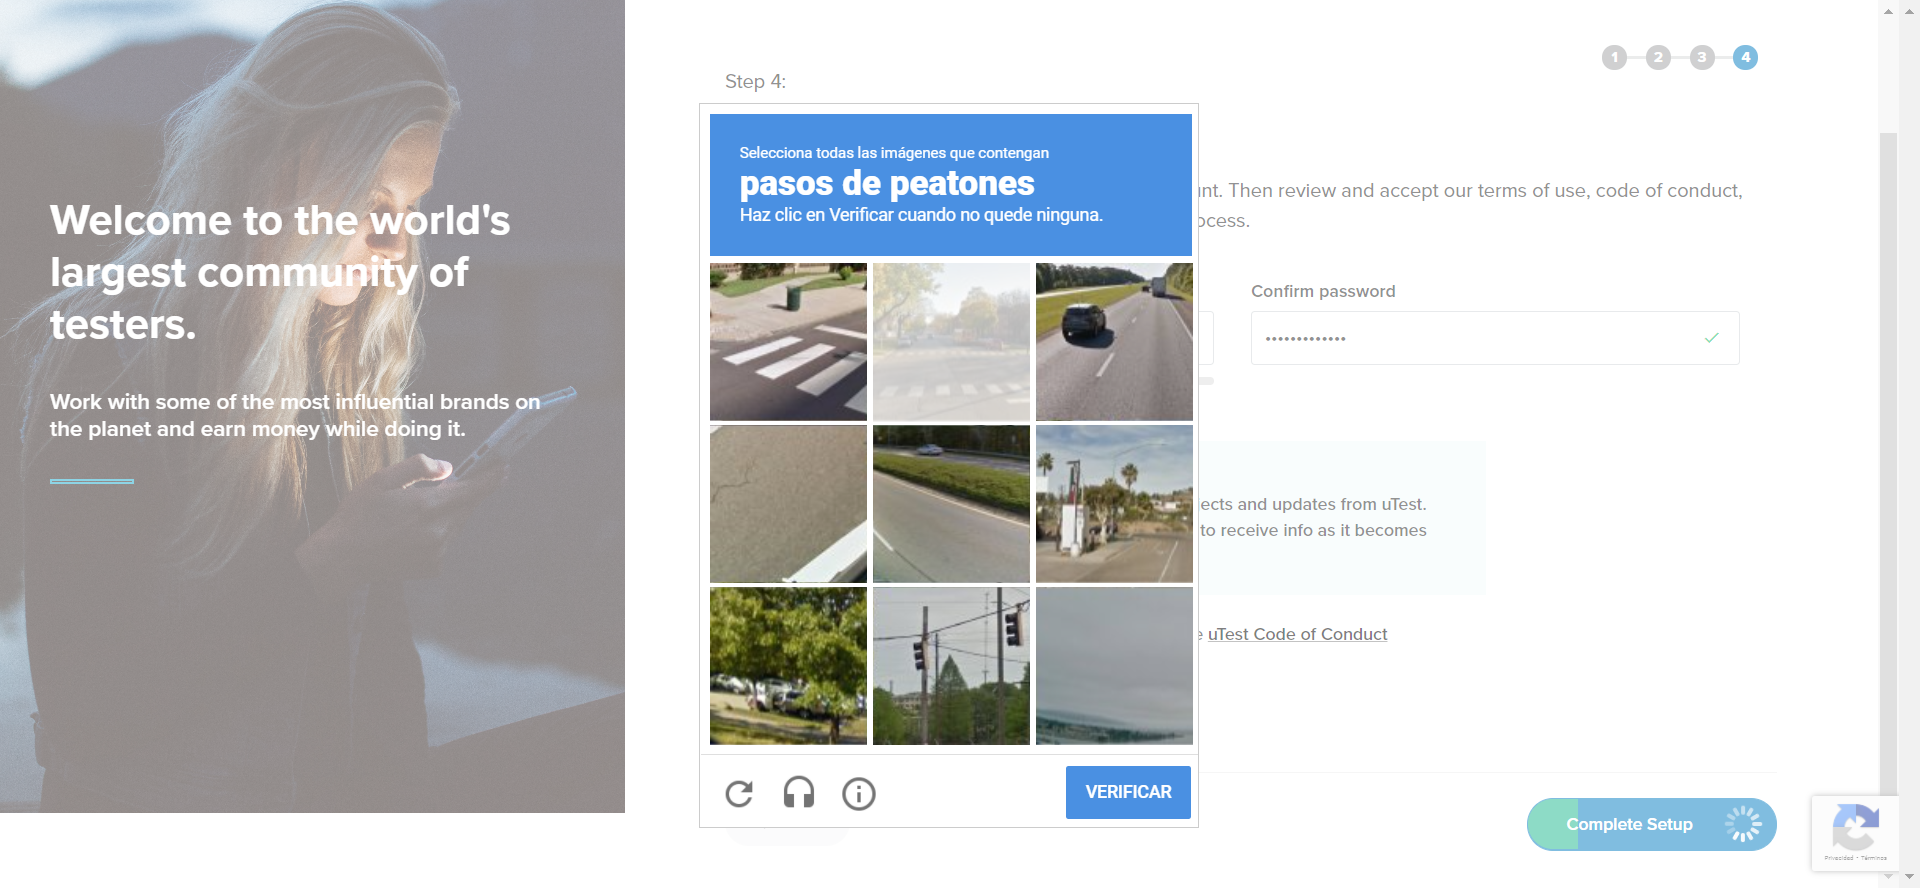 Welcome to the world's
largest community of
testers.
Work with some of the most influential brands on
the planet and earn money while doing it.
1 2 3 4
Step 4:
Selecciona todas las imágenes que contengan
pasos de peatones
Haz clic en Verificar cuando no quede ninguna.
Then review and accept our terms of use, code of conduct,
Confirm password
and updates from uTest.
to receive info as it becomes
uTest Code of Conduct
VERIFICAR
Complete Setup
Privacidad - Términos